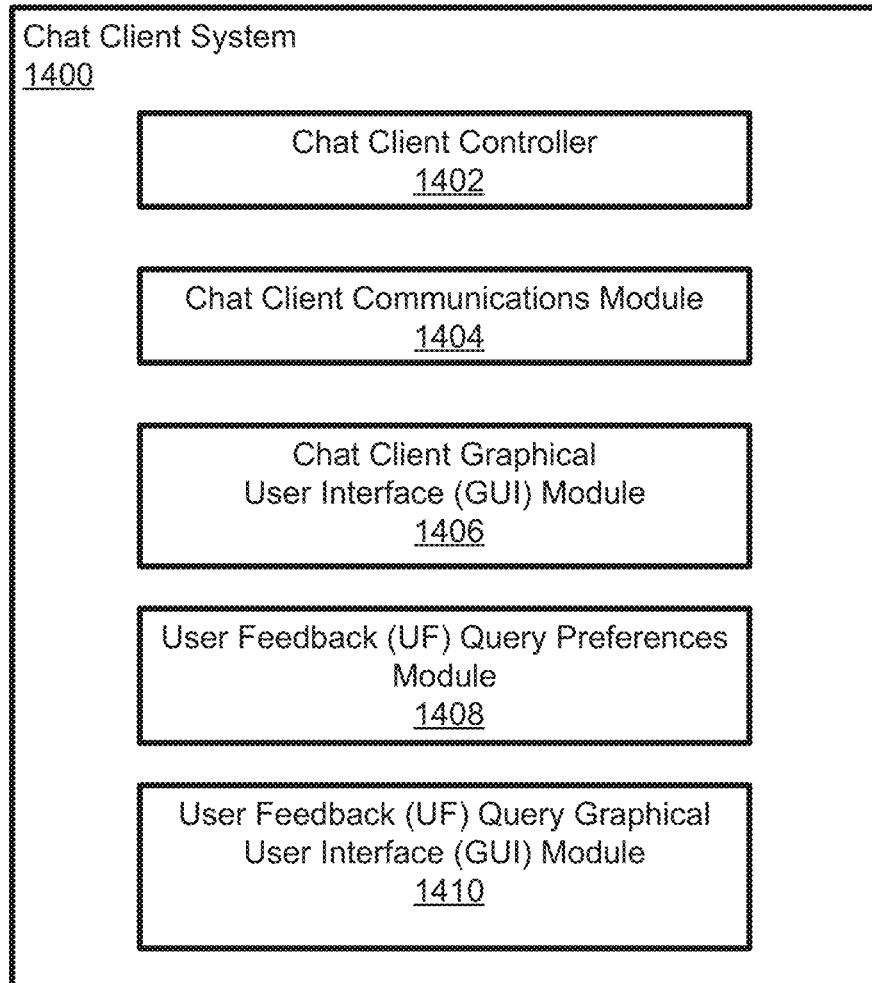 Chat Client System
1400
Chat Client Controller
1402
Chat Client Communications Module
1404
Chat Client Graphical
User Interface (GUI) Module
1406
User Feedback (UF) Query Preferences
Module
1408
User Feedback (UF) Query Graphical
User Interface (GUI) Module
1410